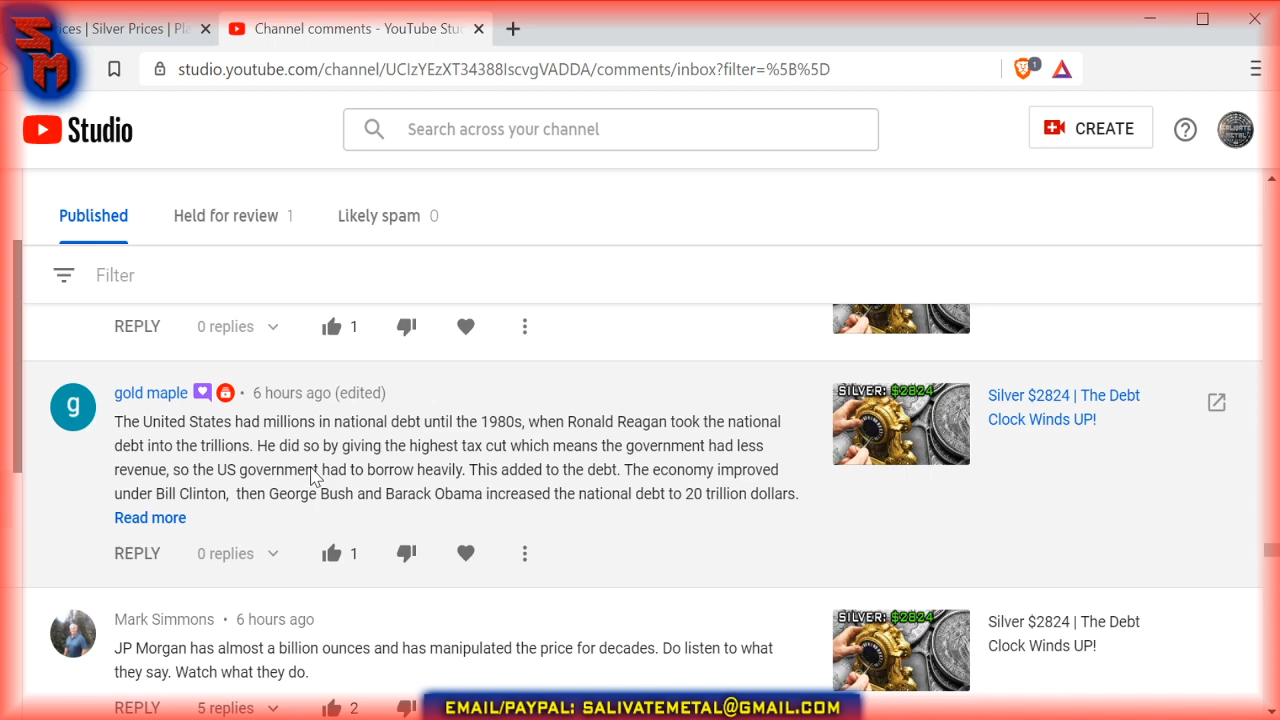 SM
ices | Silver Prices | Pla
Channel comments - YouTube Stu
studio.youtube.com/channel/UCIzYEzXT34388IscvgVADDA/comments/inbox?filter=%5B%5D
1
Studio
Search across your channel
CREATE
Published
Held for review 1
Likely spam 0
Filter
REPLY 0 replies 1
gold maple • 6 hours ago (edited)
The United States had millions in national debt until the 1980s, when Ronald Reagan took the national
debt into the trillions. He did so by giving the highest tax cut which means the government had less
revenue, so the US government had to borrow heavily. This added to the debt. The economy improved
under Bill Clinton, then George Bush and Barack Obama increased the national debt to 20 trillion dollars.
Read more
SILVER: $2824
Silver $2824 | The Debt
Clock Winds UP!
REPLY 0 replies 1
Mark Simmons • 6 hours ago
JP Morgan has almost a billion ounces and has manipulated the price for decades. Do listen to what
they say. Watch what they do.
SILVER: $2824
Silver $2824 | The Debt
Clock Winds UP!
REPLY 5 replies 2
EMAIL/PAYPAL: SALIVATEMETAL@GMAIL.COM